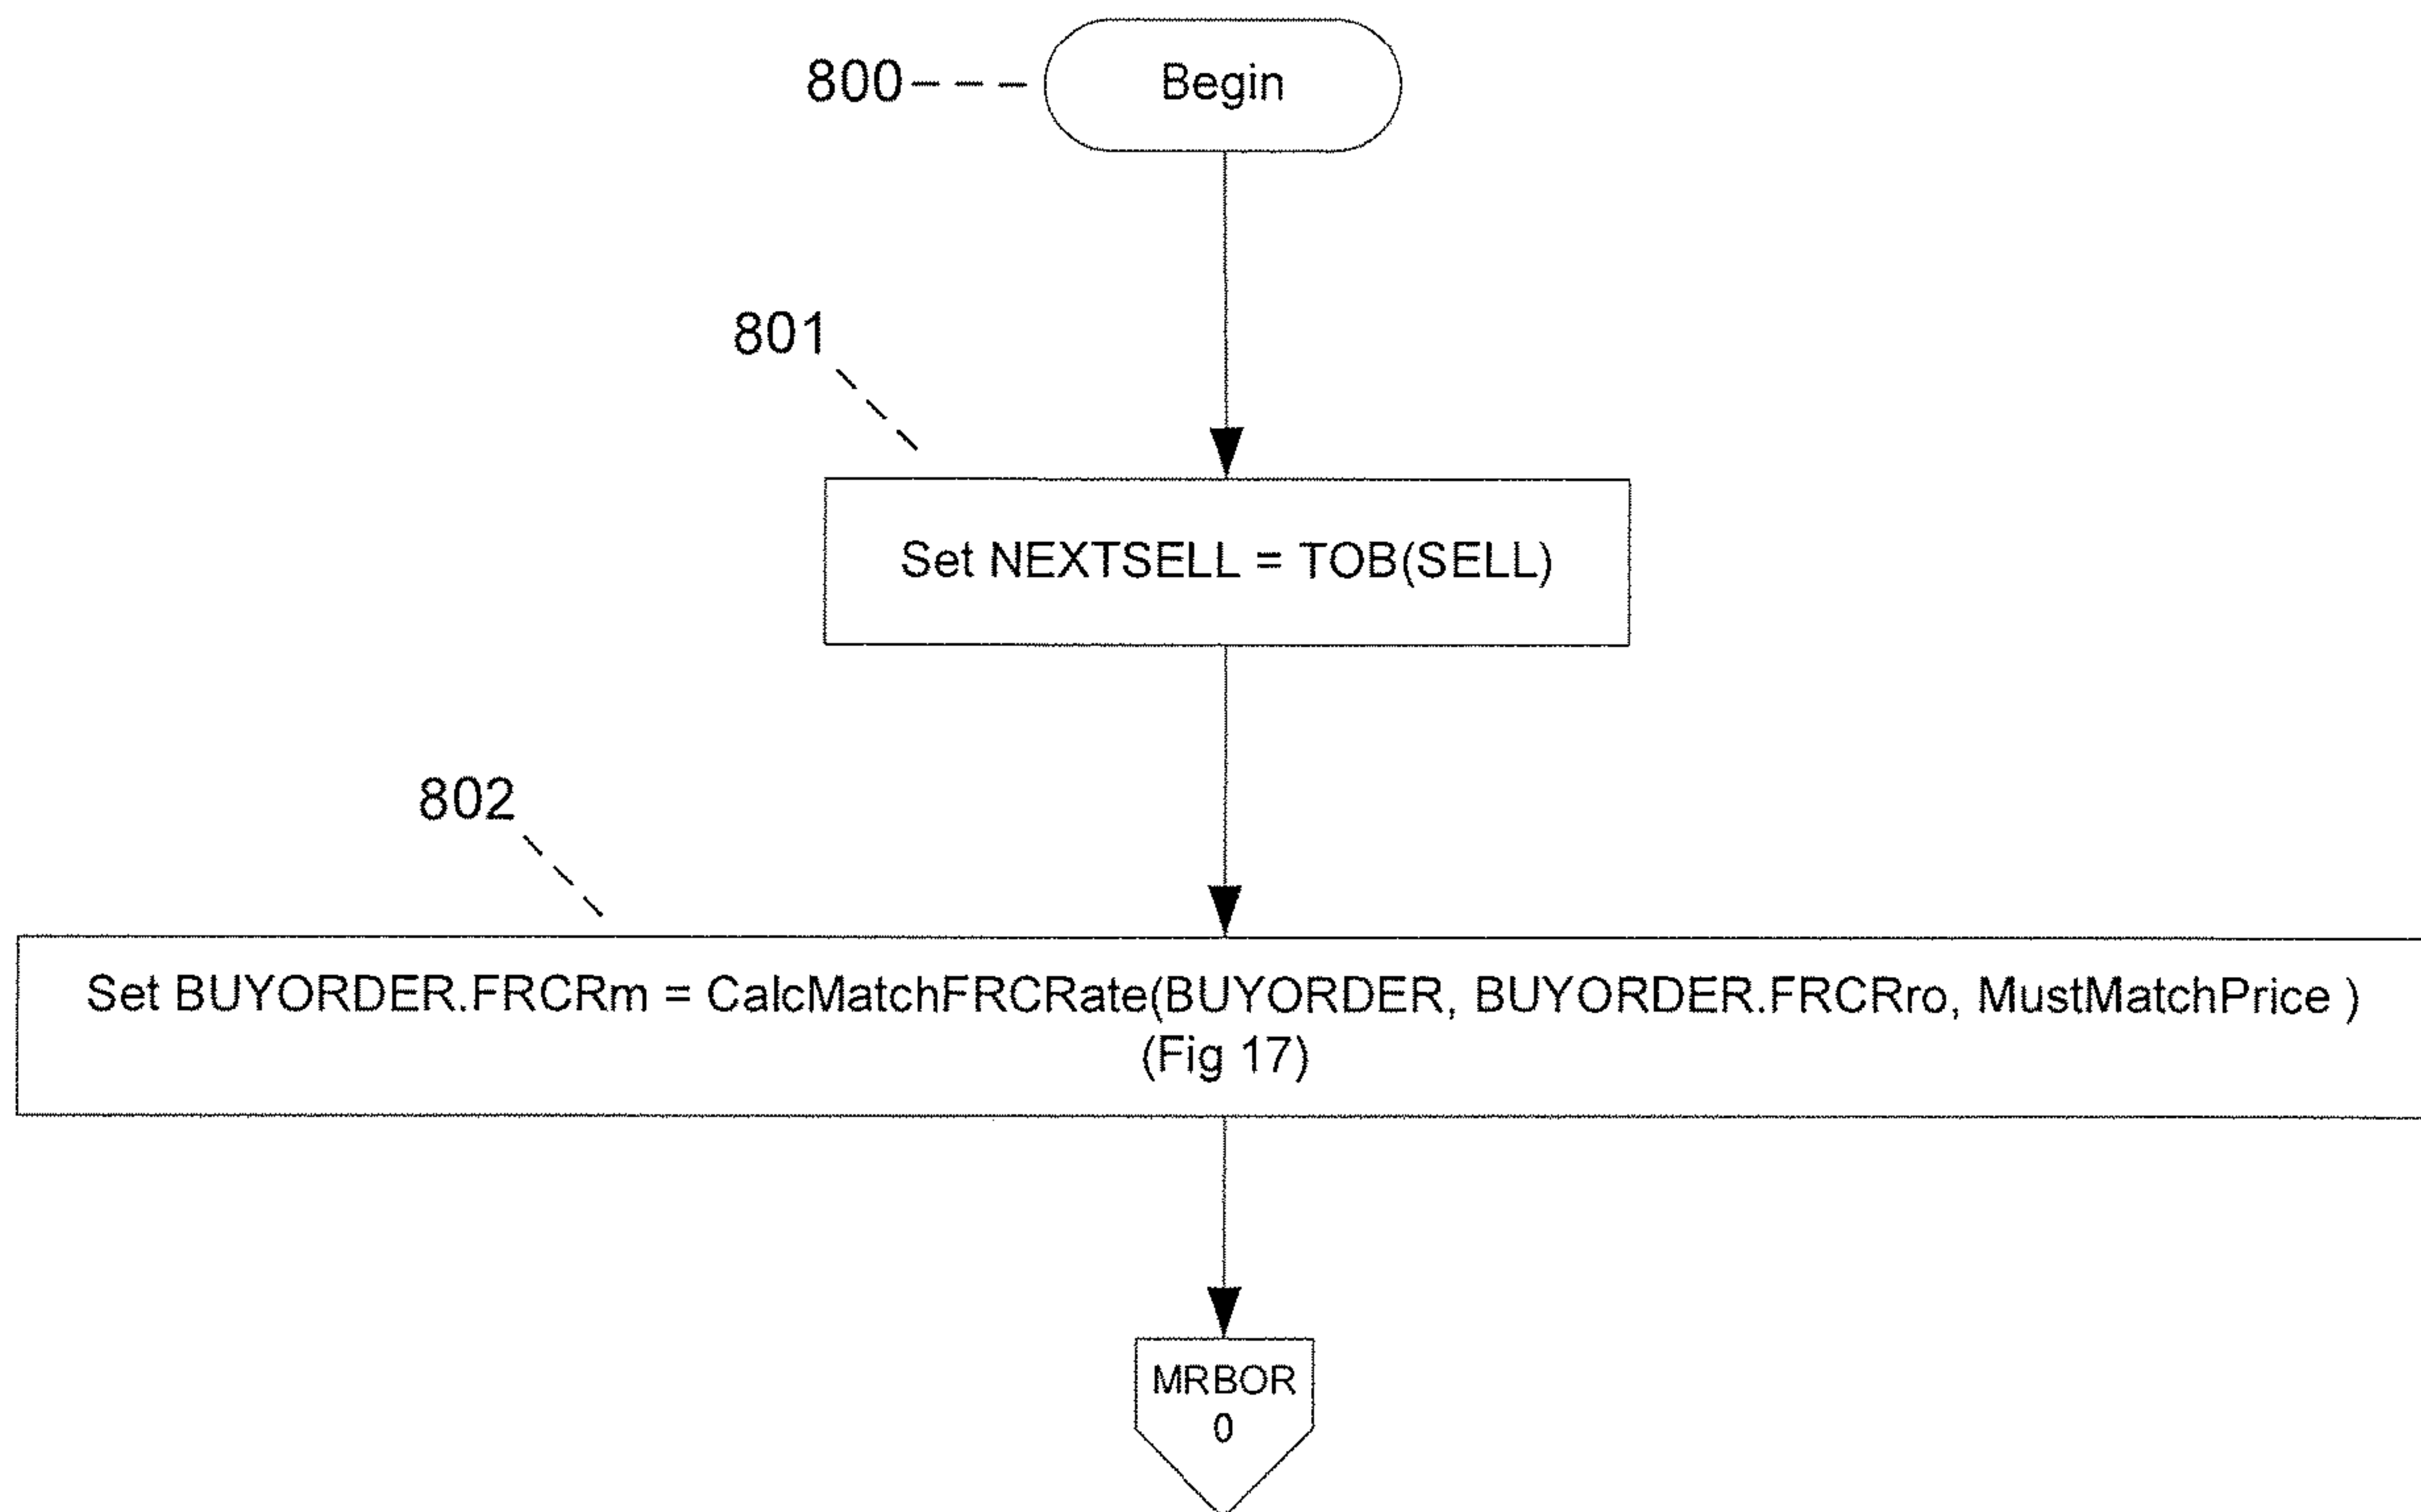 800
Begin
801
Set NEXTSELL = TOB(SELL)
802
Set BUYORDER.FRCRm = CalcMatchFRCRate(BUYORDER, BUYORDER.FRCRro, MustMatchPrice )
(Fig 17)
MRBOR
0